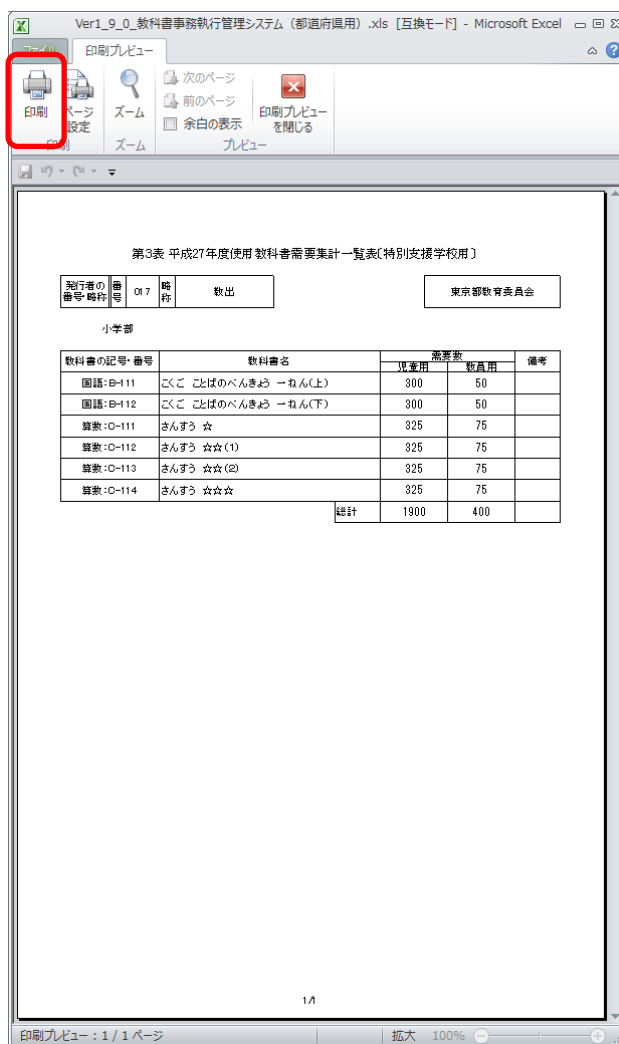 Ver1_9_0_教科書事務執行管理システム（都道府県用）.xls [互換モード] - Microsoft Excel
ファイル 印刷プレビュー
印刷 ページ設定 ズーム 次のページ 前のページ 余白の表示 印刷プレビューを閉じる
印刷 ズーム プレビュー
第3表 平成27年度使用 教科書需要集計一覧表〔特別支援学校用〕
発行者の番号・略称 番号 017 略称 教出 東京都教育委員会
小学部
教科書の記号・番号 教科書名 需要数 備考
児童用 教員用
国語：B-111 こくご ことばのべんきょう 一ねん(上) 300 50
国語：B-112 こくご ことばのべんきょう 一ねん(下) 300 50
算数：C-111 さんすう ☆ 325 75
算数：C-112 さんすう ☆☆(1) 325 75
算数：C-113 さんすう ☆☆(2) 325 75
算数：C-114 さんすう ☆☆☆ 325 75
総計 1900 400
1/1
印刷プレビュー：1 / 1 ページ 拡大 100%